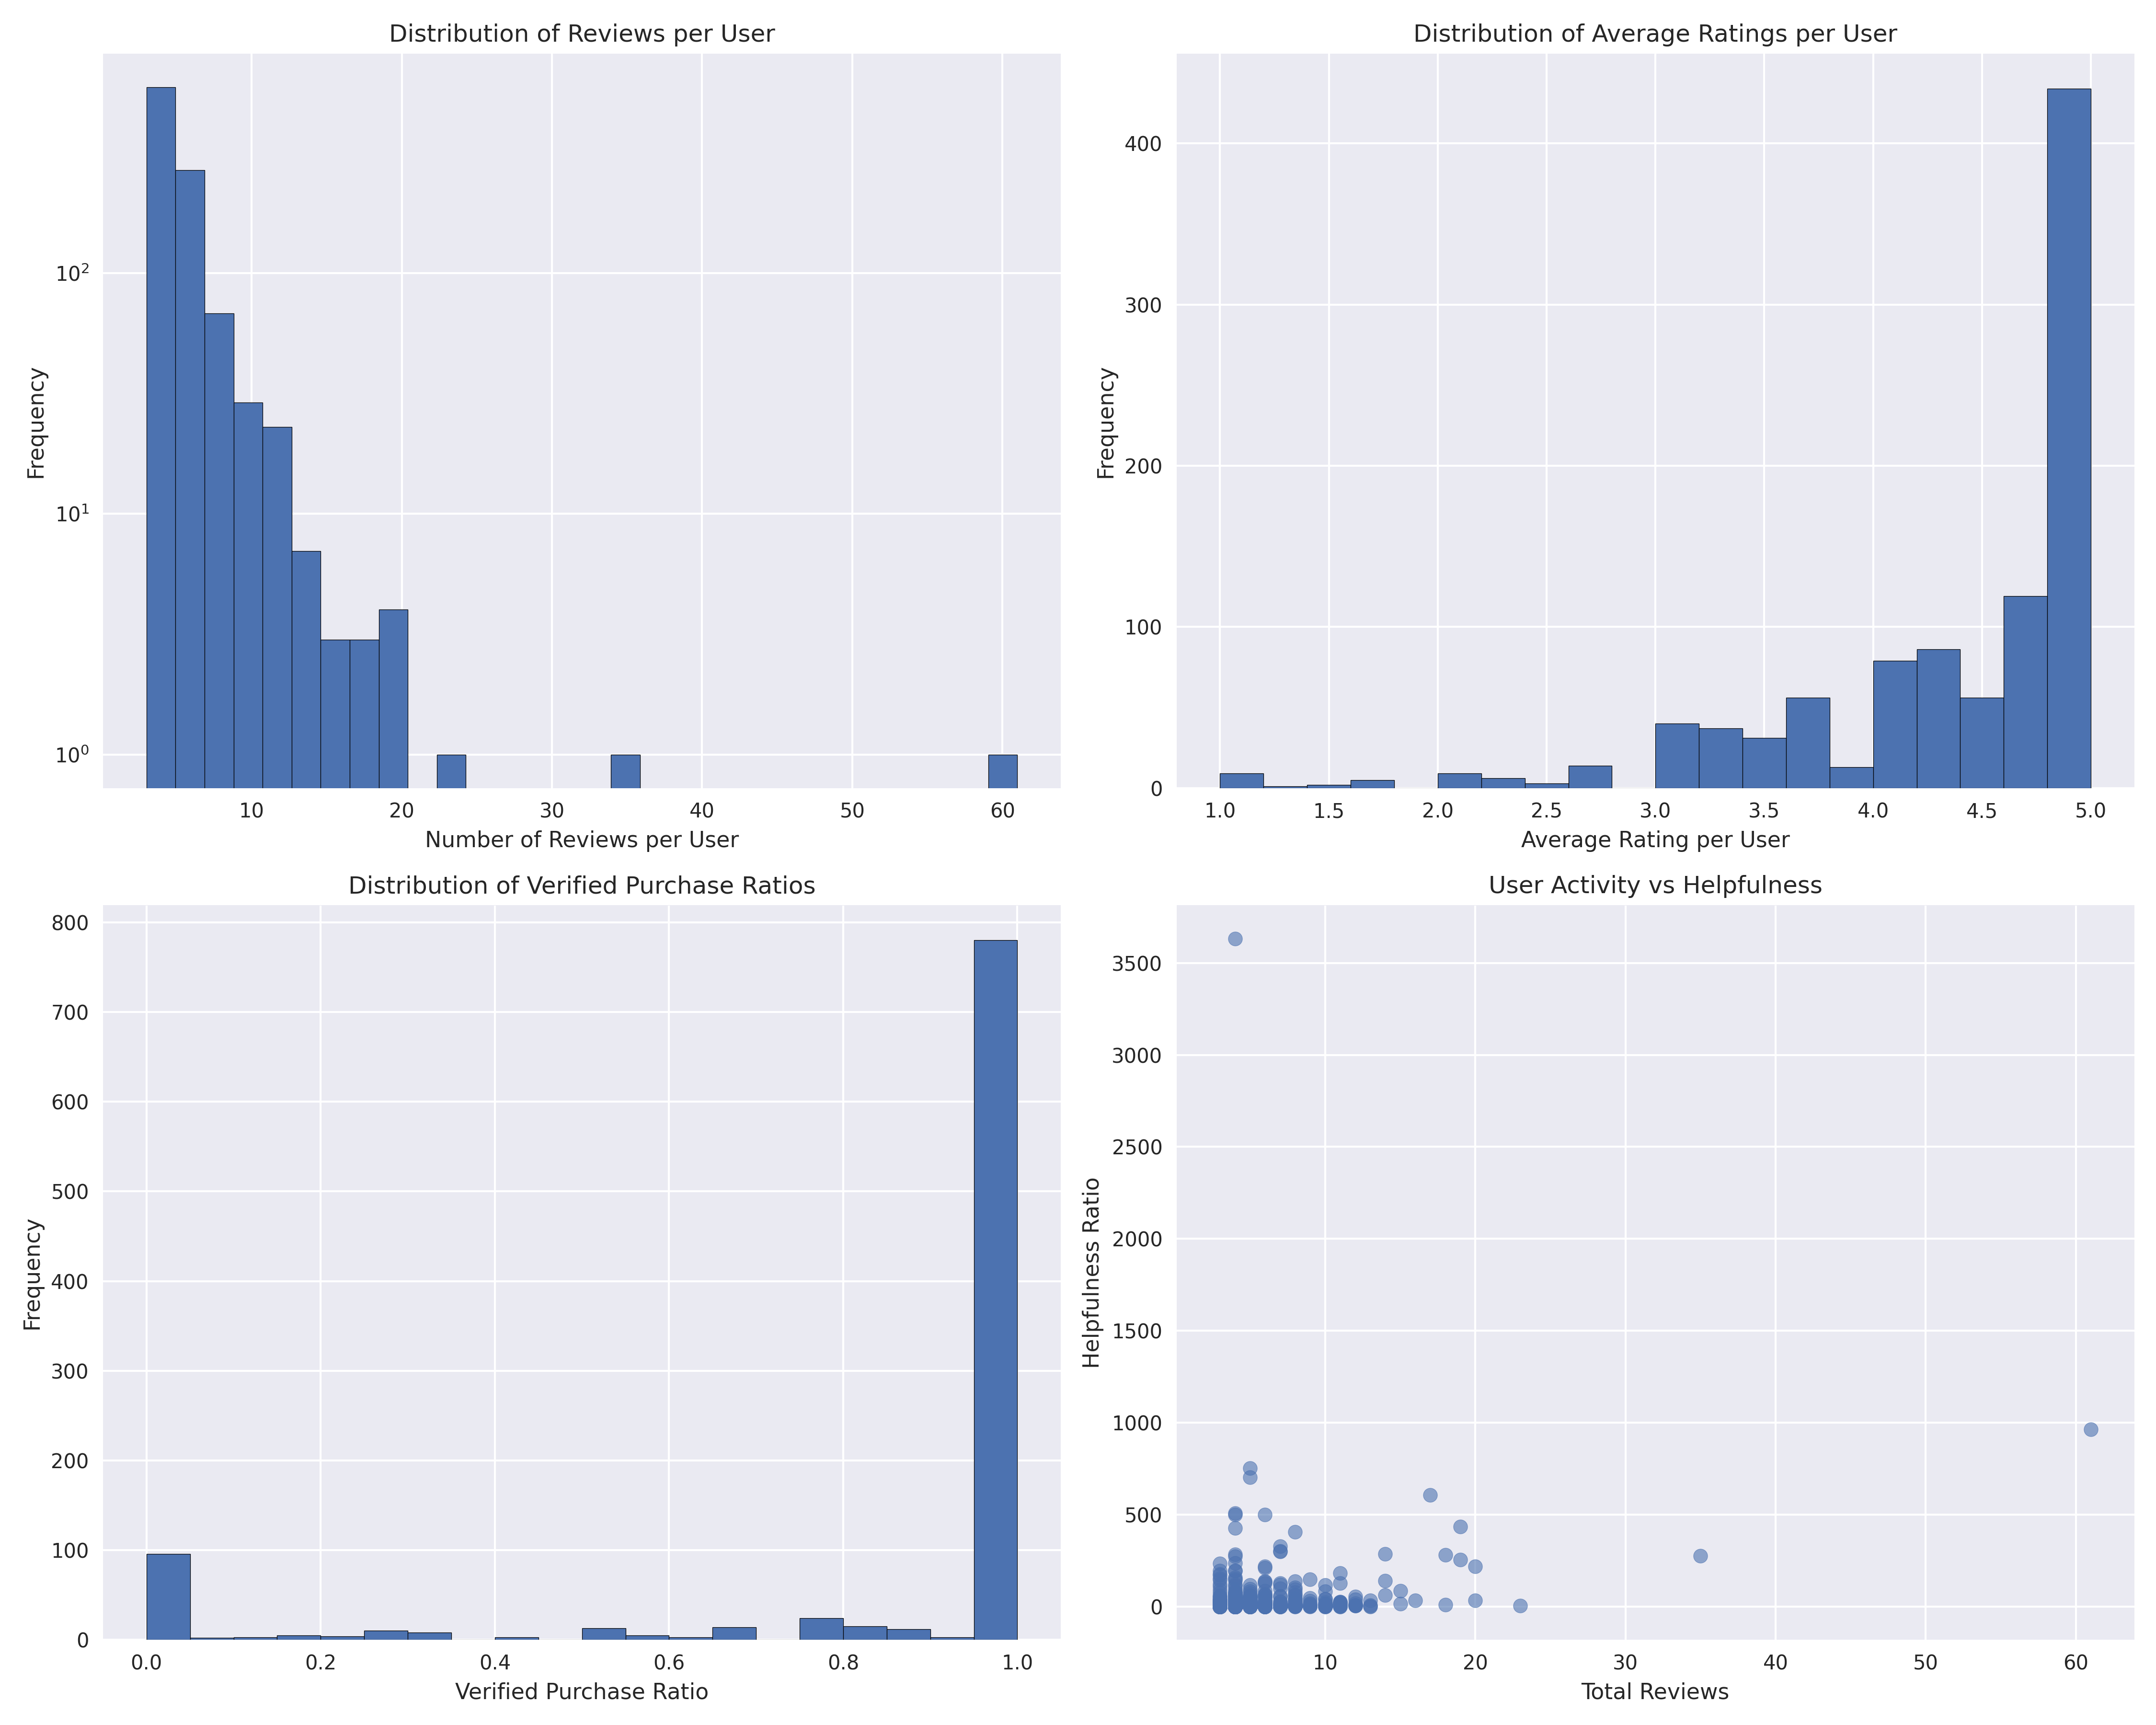 Distribution of Reviews per User
Frequency
10²
10¹
10⁰
10 20 30 40 50 60
Number of Reviews per User
Distribution of Average Ratings per User
Frequency
400
300
200
100
0
1.0 1.5 2.0 2.5 3.0 3.5 4.0 4.5 5.0
Average Rating per User
Distribution of Verified Purchase Ratios
Frequency
800
700
600
500
400
300
200
100
0
0.0 0.2 0.4 0.6 0.8 1.0
Verified Purchase Ratio
User Activity vs Helpfulness
Helpfulness Ratio
3500
3000
2500
2000
1500
1000
500
0
10 20 30 40 50 60
Total Reviews